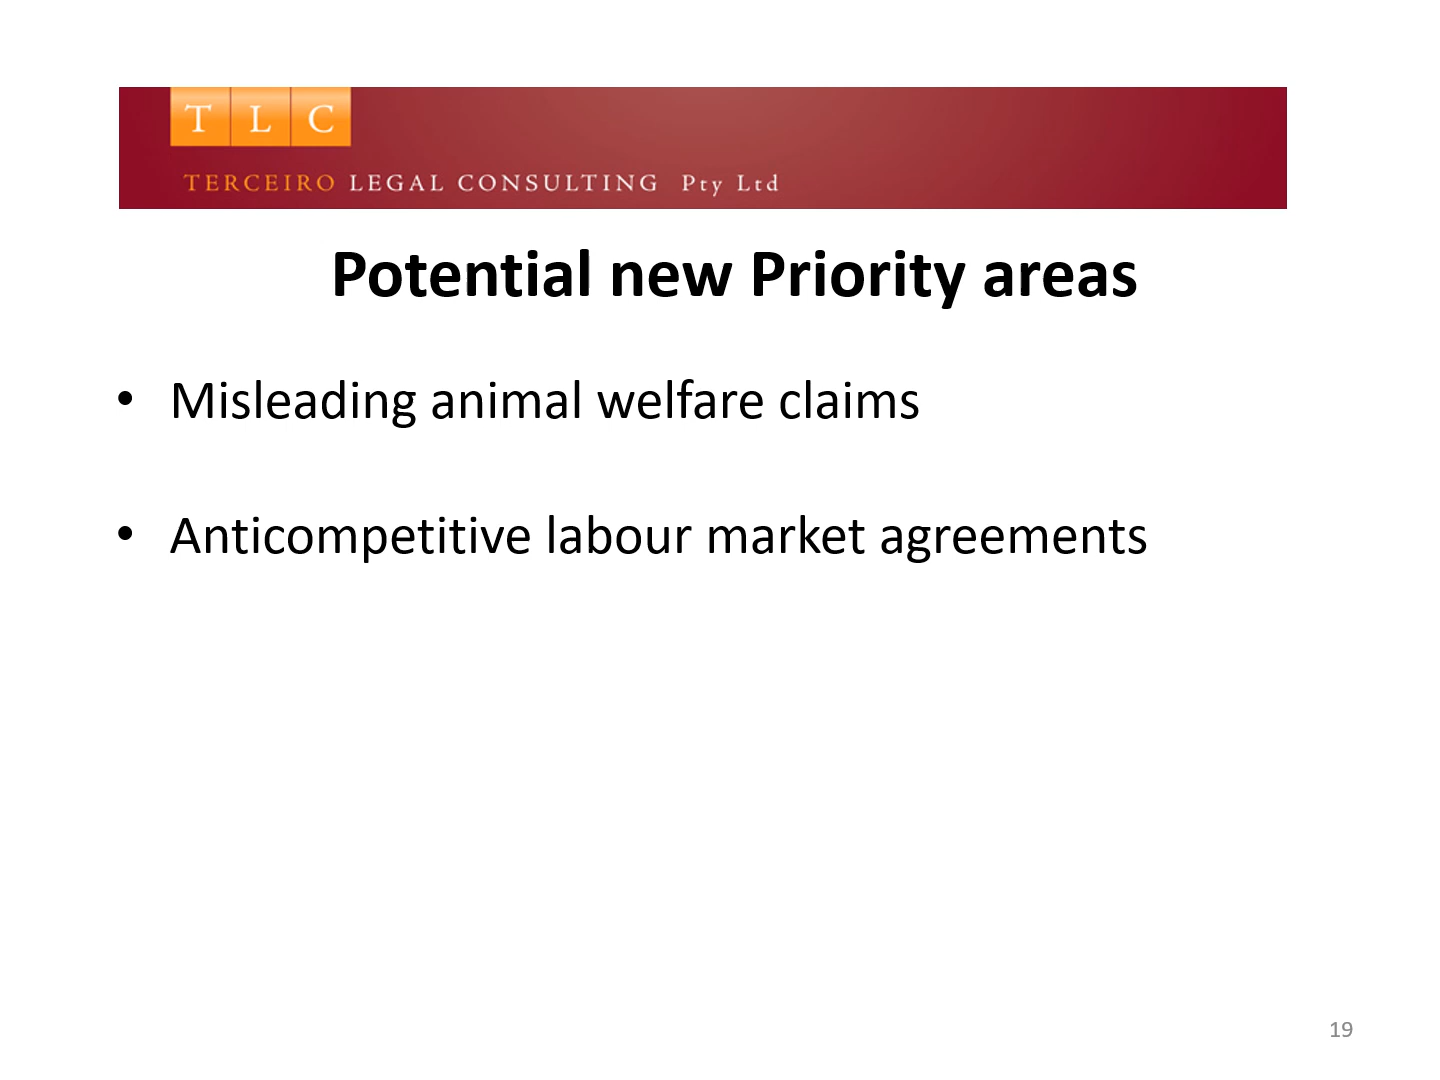 T L C
TERCEIRO LEGAL CONSULTING Pty Ltd
Potential new Priority areas
• Misleading animal welfare claims
• Anticompetitive labour market agreements
19